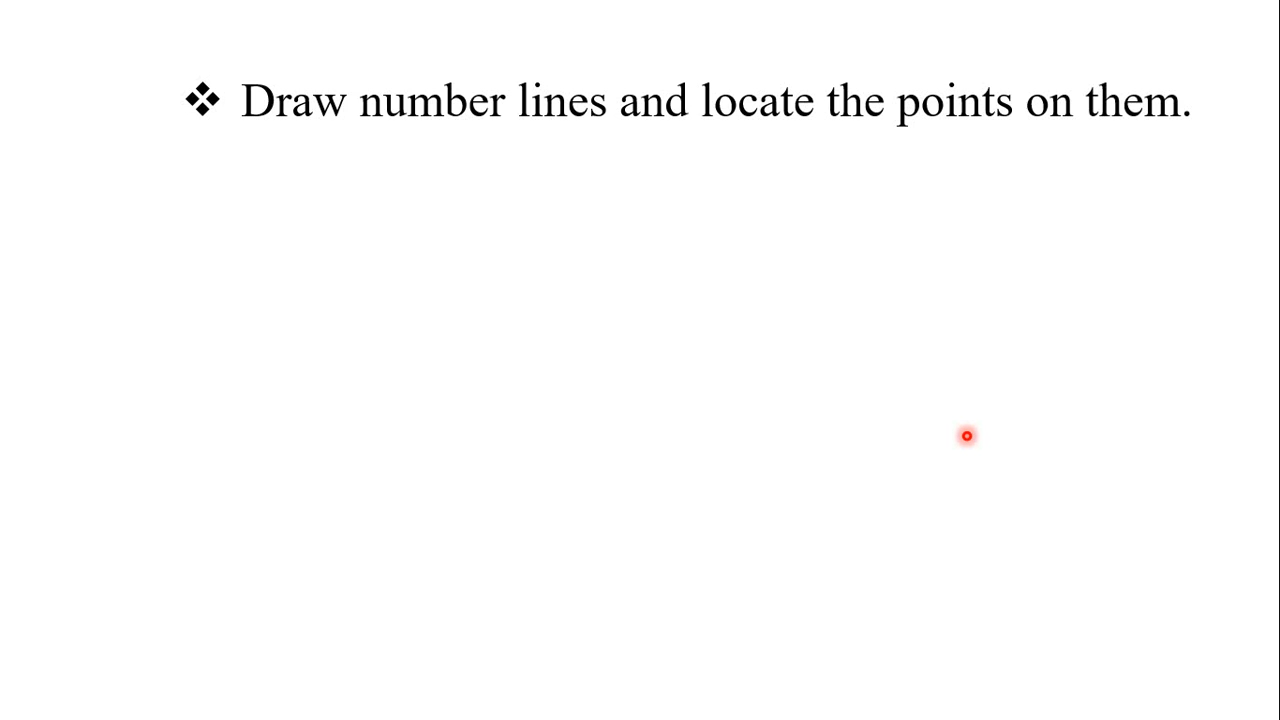 ❖ Draw number lines and locate the points on them.